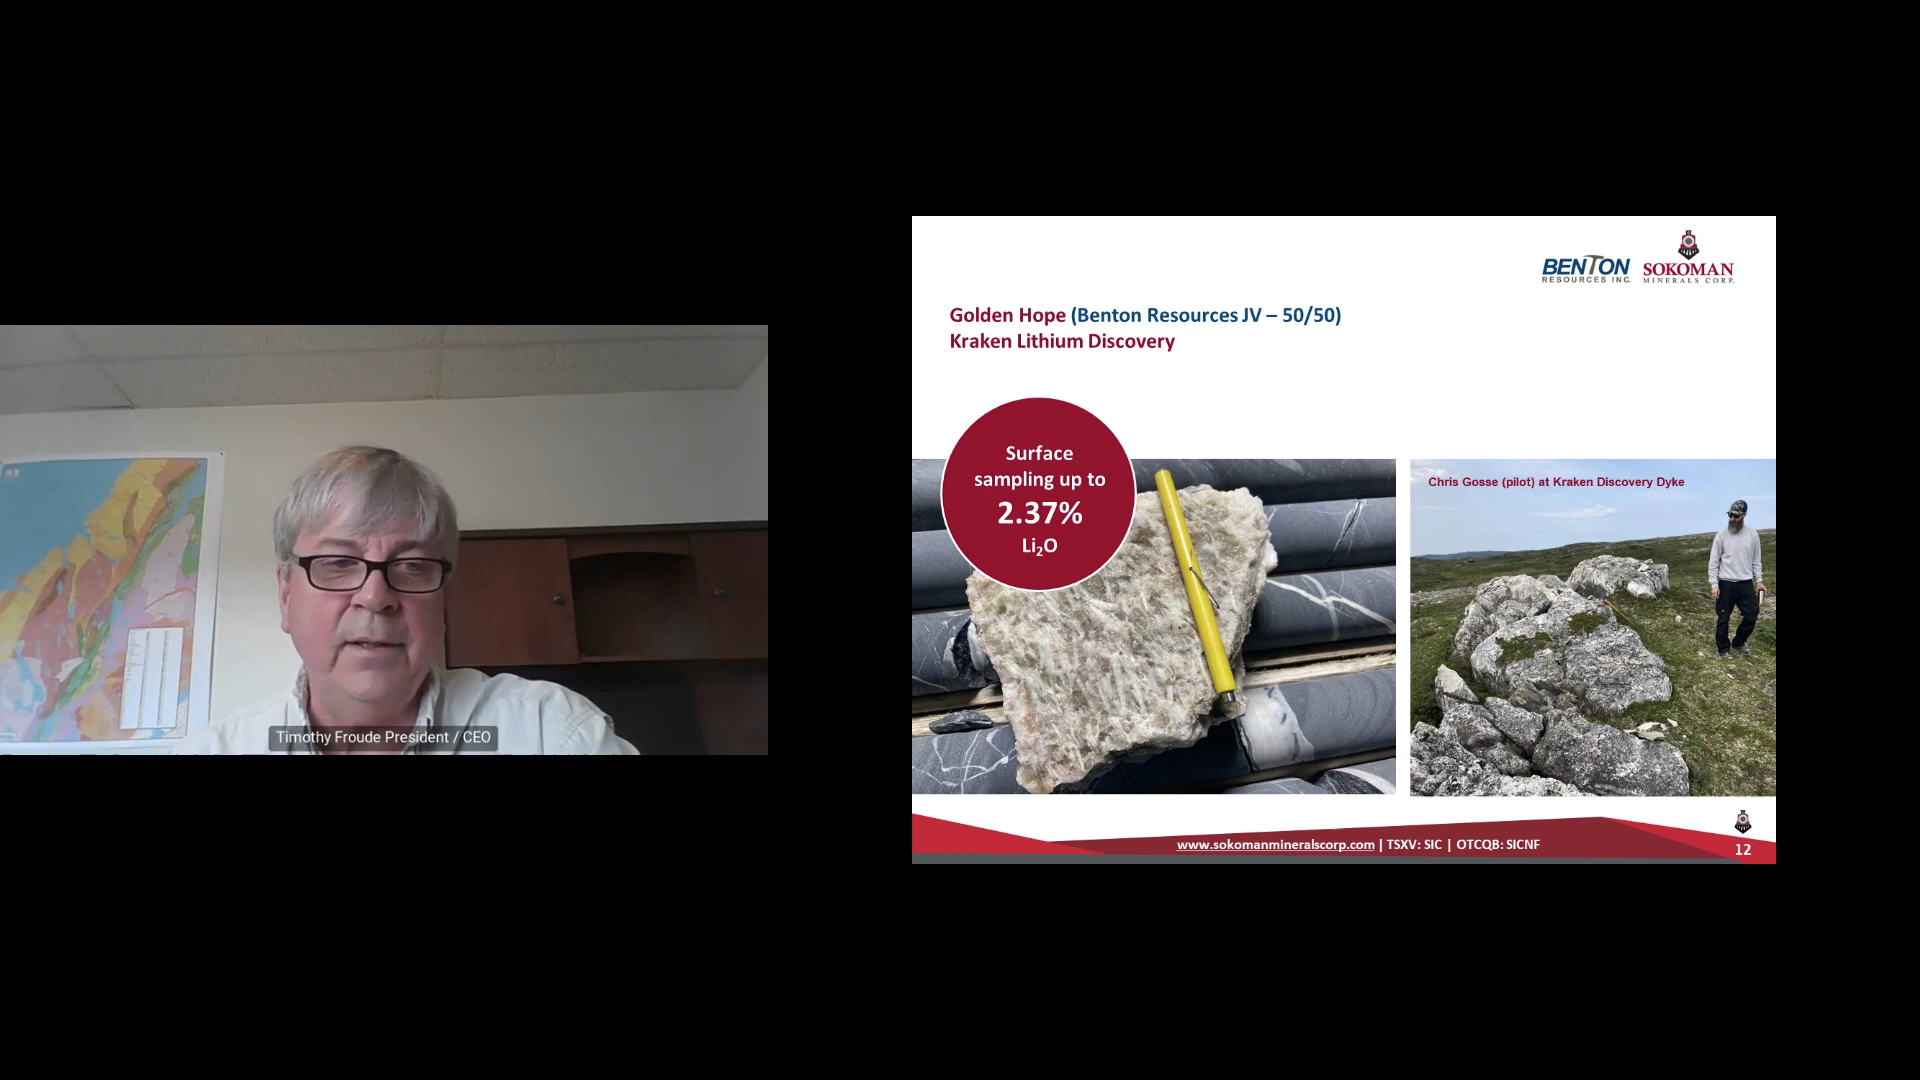 Timothy Froude President / CEO
BENTON
RESOURCES INC.
SOKOMAN
MINERALS CORP.
Golden Hope (Benton Resources JV – 50/50)
Kraken Lithium Discovery
Surface
sampling up to
2.37%
Li₂O
Chris Gosse (pilot) at Kraken Discovery Dyke
www.sokomanmineralscorp.com | TSXV: SIC | OTCQB: SICNF
12